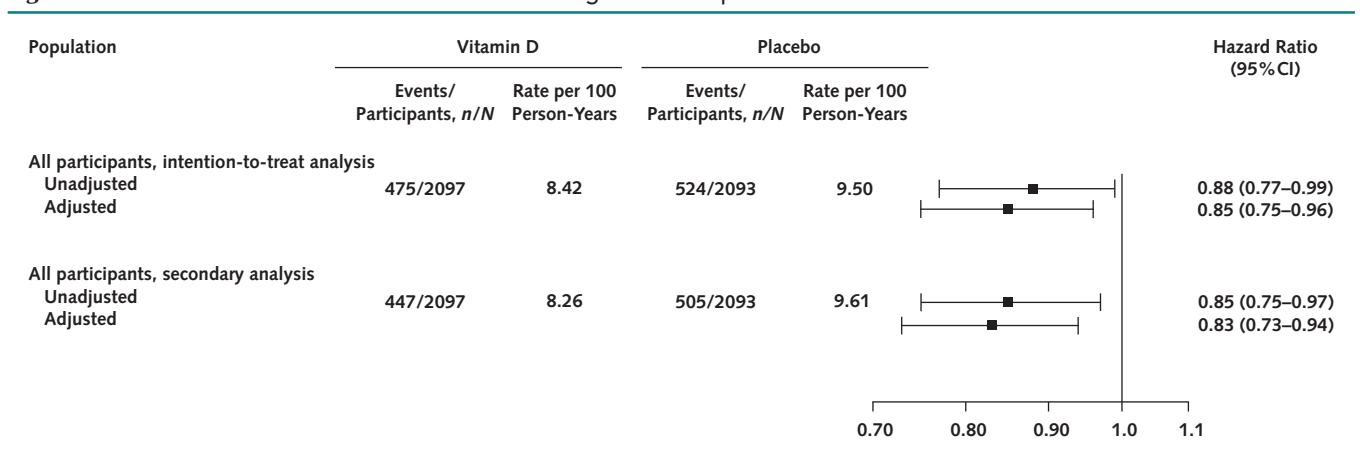 Population Vitamin D Placebo Hazard Ratio
(95% CI)
Events/ Rate per 100 Events/ Rate per 100
Participants, n/N Person-Years Participants, n/N Person-Years
All participants, intention-to-treat analysis
Unadjusted 475/2097 8.42 524/2093 9.50 0.88 (0.77–0.99)
Adjusted 0.85 (0.75–0.96)
All participants, secondary analysis
Unadjusted 447/2097 8.26 505/2093 9.61 0.85 (0.75–0.97)
Adjusted 0.83 (0.73–0.94)
0.70 0.80 0.90 1.0 1.1